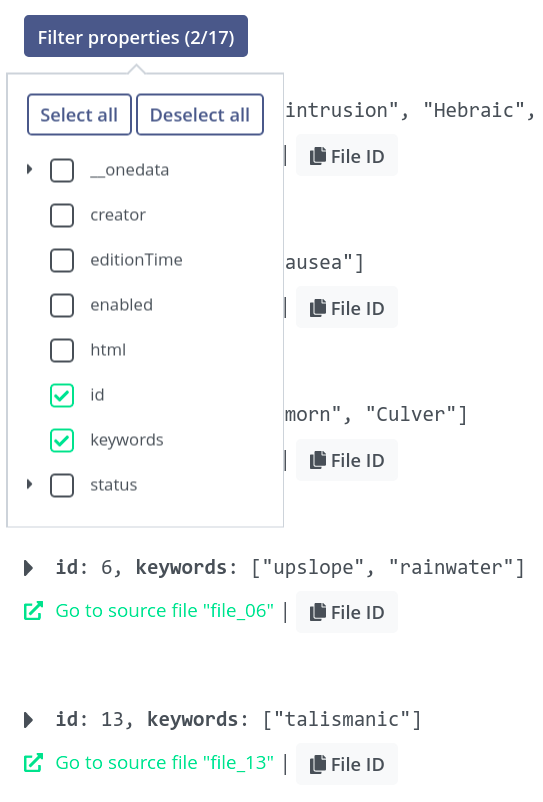 Filter properties (2/17)
Select all Deselect all
intrusion", "Hebraic",
| File ID
__onedata
creator
editionTime
ausea"]
enabled
| File ID
html
id
morn", "Culver"]
keywords
| File ID
status
id: 6, keywords: ["upslope", "rainwater"]
Go to source file "file_06" | File ID
id: 13, keywords: ["talismanic"]
Go to source file "file_13" | File ID